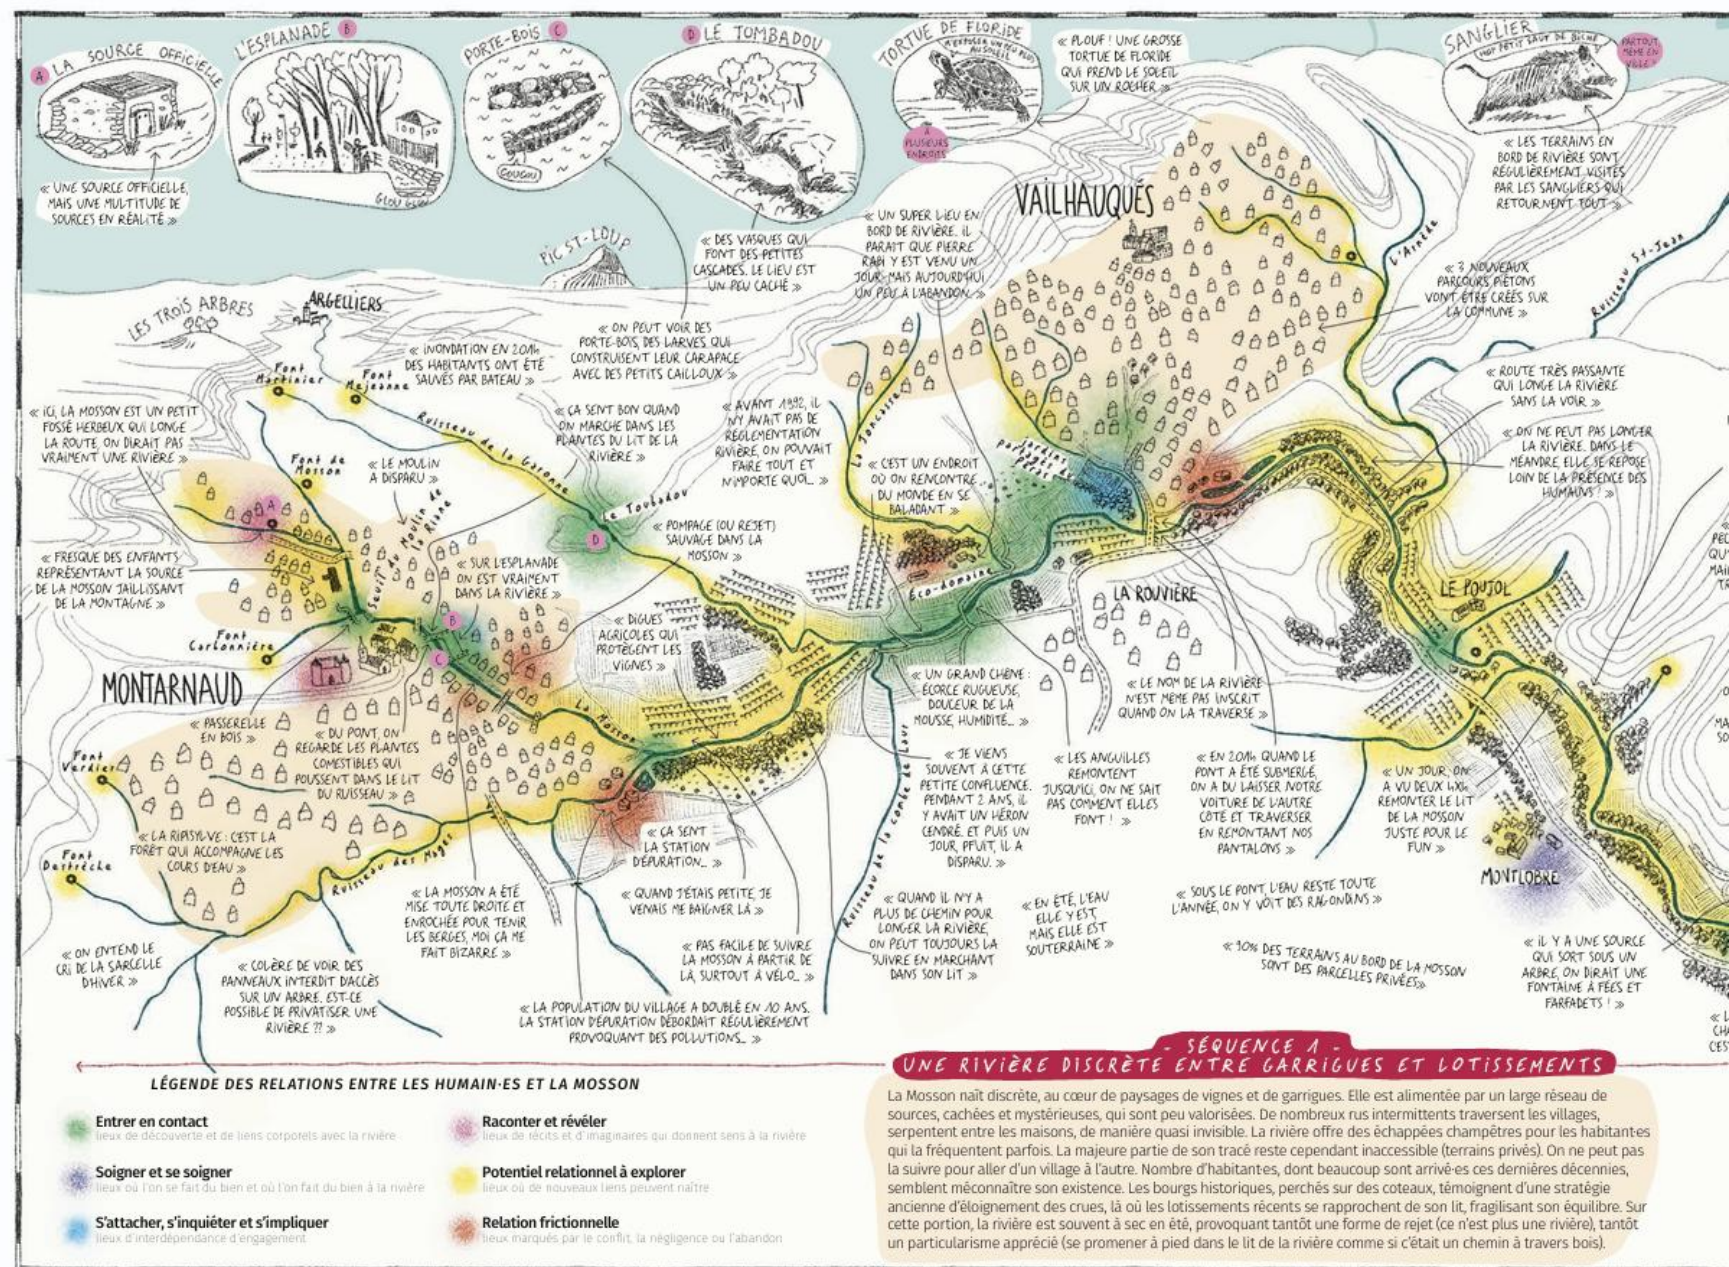 A LA SOURCE OFFICIELLE
L'ESPLANADE B
PORTE-BOIS C
D LE TOMBADOU
TORTUE DE FLORIDE
SANGLIER
GLOU GLOU
GOUGOU
À
PLUSIEURS
ENDROITS
HOP PETIT SAUT DE BICHE
PARTOUT,
MÊME EN
VILLE !
« UNE SOURCE OFFICIELLE,
MAIS UNE MULTITUDE DE
SOURCES EN RÉALITÉ »
« PLOUF ! UNE GROSSE
TORTUE DE FLORIDE
QUI PREND LE SOLEIL
SUR UN ROCHER »
« LES TERRAINS EN
BORD DE RIVIÈRE SONT
RÉGULIÈREMENT VISITÉS
PAR LES SANGLIERS QUI
RETOURNENT TOUT »
« DES VASQUES QUI
FONT DES PETITES
CASCADES. LE LIEU EST
UN PEU CACHÉ »
« UN SUPER LIEU EN
BORD DE RIVIÈRE. IL
PARAIT QUE PIERRE
RABI Y EST VENU UN
JOUR, MAIS AUJOURD'HUI
UN PEU À L'ABANDON »
VAILHAUQUÈS
L'Arnède
Ruisseau St-Jean
« 3 NOUVEAUX
PARCOURS PIÉTONS
VONT ÊTRE CRÉÉS SUR
LA COMMUNE »
PIC ST-LOUP
LES TROIS ARBRES
ARGELLIERS
« ON PEUT VOIR DES
PORTE-BOIS, DES LARVES QUI
CONSTRUISENT LEUR CARAPACE
AVEC DES PETITS CAILLOUX »
« INONDATION EN 2014
DES HABITANTS ONT ÉTÉ
SAUVÉS PAR BATEAU »
Font
Martinier
Font
Mejeanne
Ruisseau de la Garonne
« ICI, LA MOSSON EST UN PETIT
FOSSÉ HERBEUX QUI LONGE
LA ROUTE, ON DIRAIT PAS
VRAIMENT UNE RIVIÈRE »
« ÇA SENT BON QUAND
ON MARCHE DANS LES
PLANTES DU LIT DE LA
RIVIÈRE »
« AVANT 1992, IL
N'Y AVAIT PAS DE
RÉGLEMENTATION
RIVIÈRE, ON POUVAIT
FAIRE TOUT ET
N'IMPORTE QUOI... »
La Joncasse
« ROUTE TRÈS PASSANTE
QUI LONGE LA RIVIÈRE
SANS LA VOIR »
« ON NE PEUT PAS LONGER
LA RIVIÈRE. DANS LE
MÉANDRE, ELLE SE REPOSE
LOIN DE LA PRÉSENCE DES
HUMAINS ! »
Font de
Mosson
« LE MOULIN
A DISPARU »
Le Toubadou
« C'EST UN ENDROIT
OÙ ON RENCONTRE
DU MONDE EN SE
BALADANT »
« FRESQUE DES ENFANTS
REPRÉSENTANT LA SOURCE
DE LA MOSSON JAILLISSANT
DE LA MONTAGNE »
« SUR L'ESPLANADE
ON EST VRAIMENT
DANS LA RIVIÈRE »
« POMPAGE (OU REJET)
SAUVAGE DANS LA
MOSSON »
Éco-domaine
LA ROUVIÈRE
LE POUJOL
A
B
C
D
Font
Carbonnière
« DIGUES
AGRICOLES QUI
PROTÈGENT LES
VIGNES »
MONTARNAUD
« PASSERELLE
EN BOIS »
« DU PONT, ON
REGARDE LES PLANTES
COMESTIBLES QUI
POUSSENT DANS LE LIT
DU RUISSEAU »
La Mosson
« UN GRAND CHÊNE :
ÉCORCE RUGUEUSE,
DOUCEUR DE LA
MOUSSE, HUMIDITÉ... »
« LE NOM DE LA RIVIÈRE
N'EST MÊME PAS INSCRIT
QUAND ON LA TRAVERSE »
Font
Verdier
« JE VIENS
SOUVENT À CETTE
PETITE CONFLUENCE.
PENDANT 2 ANS, IL
Y AVAIT UN HÉRON
CENDRÉ. ET PUIS UN
JOUR, PFUIT, IL A
DISPARU. »
« LES ANGUILLES
REMONTENT
JUSQU'ICI, ON NE SAIT
PAS COMMENT ELLES
FONT ! »
« EN 2014 QUAND LE
PONT A ÉTÉ SUBMERGÉ,
ON A DU LAISSER NOTRE
VOITURE DE L'AUTRE
CÔTÉ ET TRAVERSER
EN REMONTANT NOS
PANTALONS »
« UN JOUR, ON
A VU DEUX 4X4
REMONTER LE LIT
DE LA MOSSON
JUSTE POUR LE
FUN »
MONTLOBRE
« LA RIPISYLVE : C'EST LA
FORÊT QUI ACCOMPAGNE LES
COURS D'EAU »
Font
Destrèche
Ruisseau des Mages
« ÇA SENT
LA STATION
D'ÉPURATION... »
Ruisseau de la combe de Laus
« LA MOSSON A ÉTÉ
MISE TOUTE DROITE ET
ENROCHÉE POUR TENIR
LES BERGES, MOI ÇA ME
FAIT BIZARRE »
« QUAND J'ÉTAIS PETITE, JE
VENAIS ME BAIGNER LÀ »
« QUAND IL N'Y A
PLUS DE CHEMIN POUR
LONGER LA RIVIÈRE,
ON PEUT TOUJOURS LA
SUIVRE EN MARCHANT
DANS SON LIT »
« EN ÉTÉ, L'EAU
ELLE Y EST,
MAIS ELLE EST
SOUTERRAINE »
« SOUS LE PONT, L'EAU RESTE TOUTE
L'ANNÉE, ON Y VOIT DES RAGONDINS »
« ON ENTEND LE
CRI DE LA SARCELLE
D'HIVER »
« COLÈRE DE VOIR DES
PANNEAUX INTERDIT D'ACCÈS
SUR UN ARBRE. EST-CE
POSSIBLE DE PRIVATISER UNE
RIVIÈRE ?? »
« PAS FACILE DE SUIVRE
LA MOSSON À PARTIR DE
LÀ, SURTOUT À VÉLO... »
« 90% DES TERRAINS AU BORD DE LA MOSSON
SONT DES PARCELLES PRIVÉES »
« IL Y A UNE SOURCE
QUI SORT SOUS UN
ARBRE, ON DIRAIT UNE
FONTAINE À FÉES ET
FARFADETS ! »
« LA POPULATION DU VILLAGE A DOUBLÉ EN 10 ANS.
LA STATION D'ÉPURATION DÉBORDAIT RÉGULIÈREMENT
PROVOQUANT DES POLLUTIONS... »
LÉGENDE DES RELATIONS ENTRE LES HUMAIN·ES ET LA MOSSON
Entrer en contact
lieux de découverte et de liens corporels avec la rivière
Soigner et se soigner
lieux où l'on se fait du bien et où l'on fait du bien à la rivière
S'attacher, s'inquiéter et s'impliquer
lieux d'interdépendance d'engagement
Raconter et révéler
lieux de récits et d'imaginaires qui donnent sens à la rivière
Potentiel relationnel à explorer
lieux où de nouveaux liens peuvent naître
Relation frictionnelle
lieux marqués par le conflit, la négligence ou l'abandon
- SÉQUENCE 1 -
UNE RIVIÈRE DISCRÈTE ENTRE GARRIGUES ET LOTISSEMENTS
La Mosson naît discrète, au cœur de paysages de vignes et de garrigues. Elle est alimentée par un large réseau de
sources, cachées et mystérieuses, qui sont peu valorisées. De nombreux rus intermittents traversent les villages,
serpentent entre les maisons, de manière quasi invisible. La rivière offre des échappées champêtres pour les habitant·es
qui la fréquentent parfois. La majeure partie de son tracé reste cependant inaccessible (terrains privés). On ne peut pas
la suivre pour aller d'un village à l'autre. Nombre d'habitant·es, dont beaucoup sont arrivé·es ces dernières décennies,
semblent méconnaître son existence. Les bourgs historiques, perchés sur des coteaux, témoignent d'une stratégie
ancienne d'éloignement des crues, là où les lotissements récents se rapprochent de son lit, fragilisant son équilibre. Sur
cette portion, la rivière est souvent à sec en été, provoquant tantôt une forme de rejet (ce n'est plus une rivière), tantôt
un particularisme apprécié (se promener à pied dans le lit de la rivière comme si c'était un chemin à travers bois).